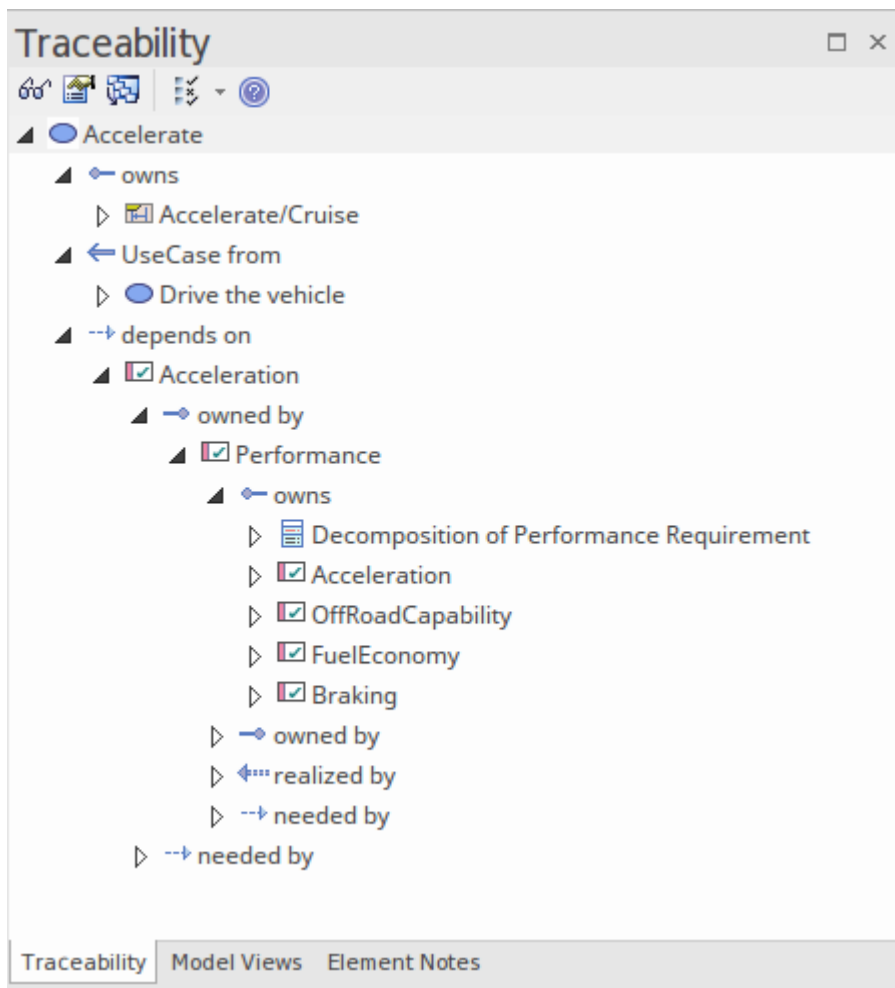 Traceability
Accelerate
owns
Accelerate/Cruise
UseCase from
Drive the vehicle
depends on
Acceleration
owned by
Performance
owns
Decomposition of Performance Requirement
Acceleration
OffRoadCapability
FuelEconomy
Braking
owned by
realized by
needed by
needed by
Traceability Model Views Element Notes